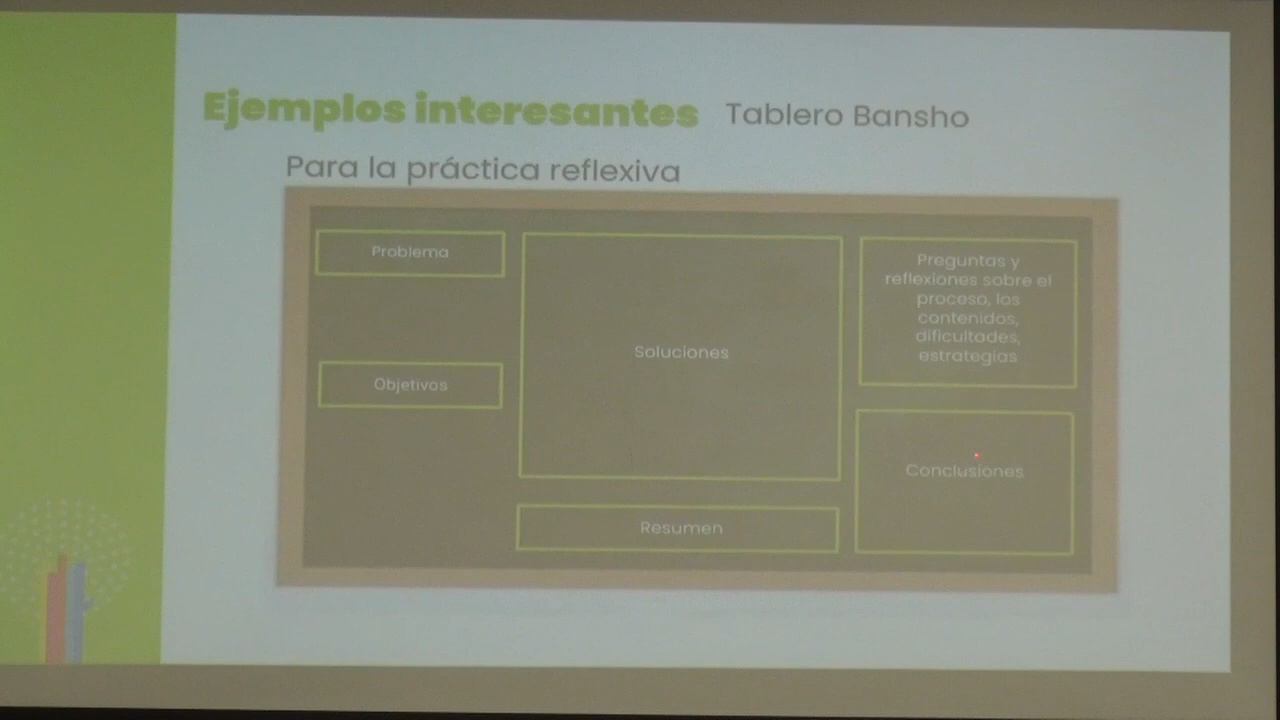 Ejemplos interesantes Tablero Bansho
Para la práctica reflexiva
Problema
Objetivos
Soluciones
Resumen
Preguntas y
reflexiones sobre el
proceso, los
contenidos,
dificultades,
estrategias
Conclusiones